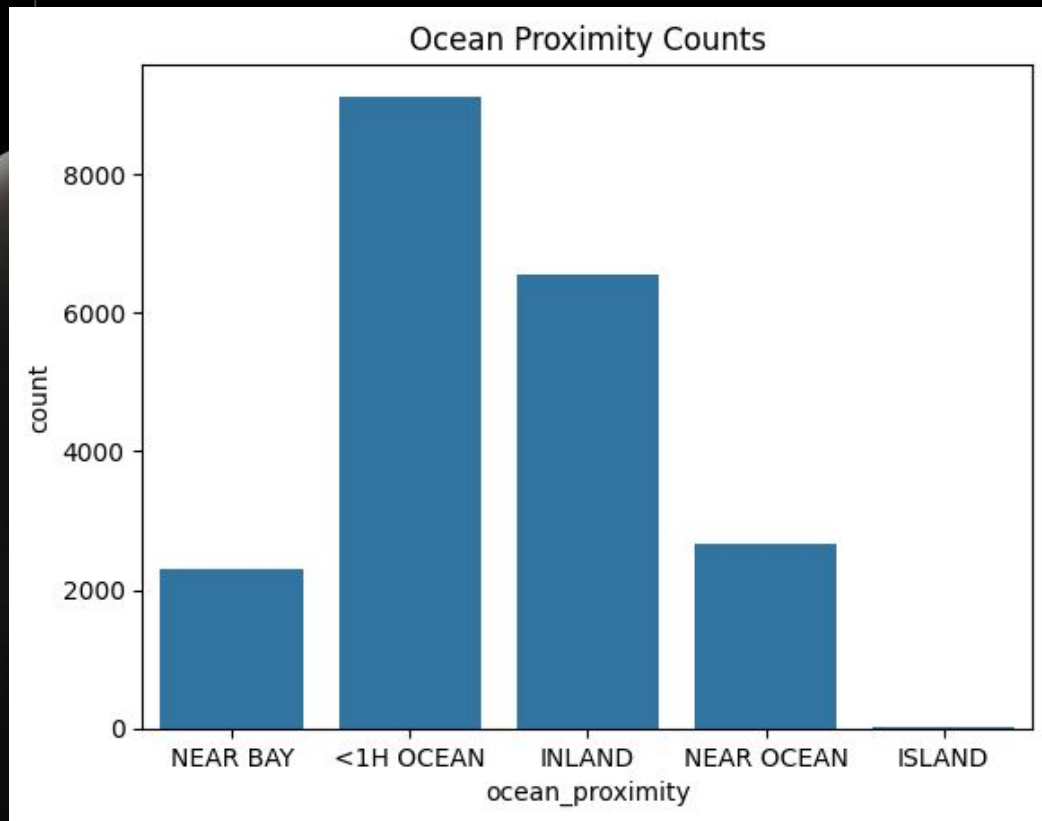 Ocean Proximity Counts
8000
6000
4000
2000
0
count
NEAR BAY <1H OCEAN INLAND NEAR OCEAN ISLAND
ocean_proximity